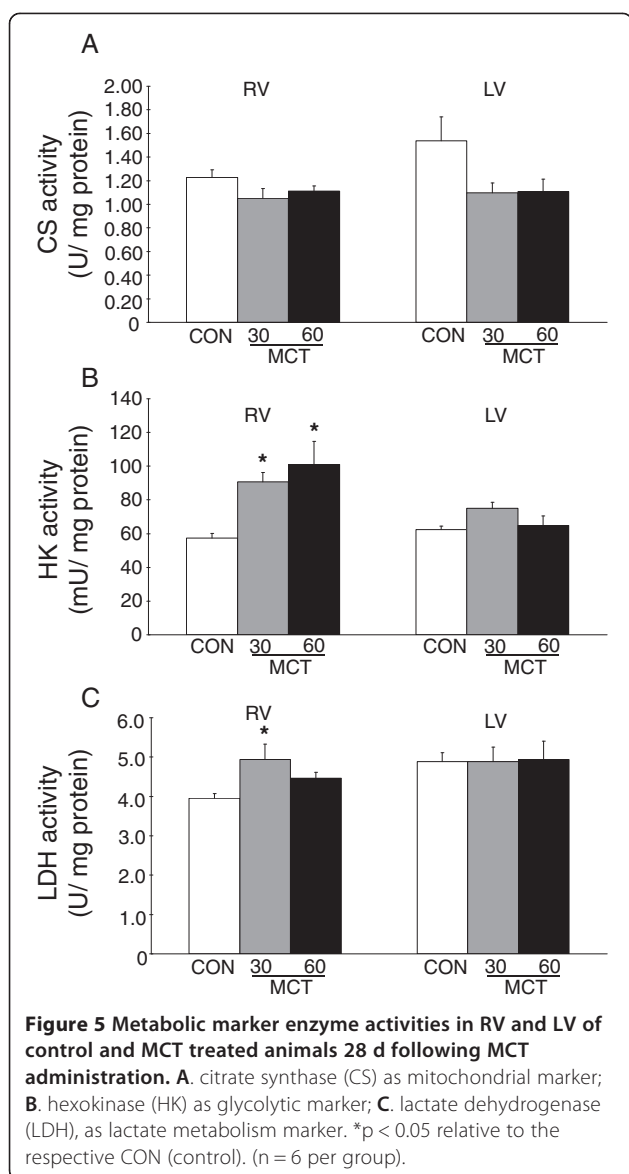 A
RV LV
2.00
1.80
1.60
1.40
1.20
1.00
0.80
0.60
0.40
0.20
0
CS activity
(U/ mg protein)
CON 30 60 CON 30 60
MCT MCT
B
RV LV
140
120
100
80
60
40
20
0
* *
HK activity
(mU/ mg protein)
CON 30 60 CON 30 60
MCT MCT
C
RV LV
*
6.0
5.0
4.0
3.0
2.0
1.0
0
LDH activity
(U/ mg protein)
CON 30 60 CON 30 60
MCT MCT
Figure 5 Metabolic marker enzyme activities in RV and LV of
control and MCT treated animals 28 d following MCT
administration. A. citrate synthase (CS) as mitochondrial marker;
B. hexokinase (HK) as glycolytic marker; C. lactate dehydrogenase
(LDH), as lactate metabolism marker. *p < 0.05 relative to the
respective CON (control). (n = 6 per group).